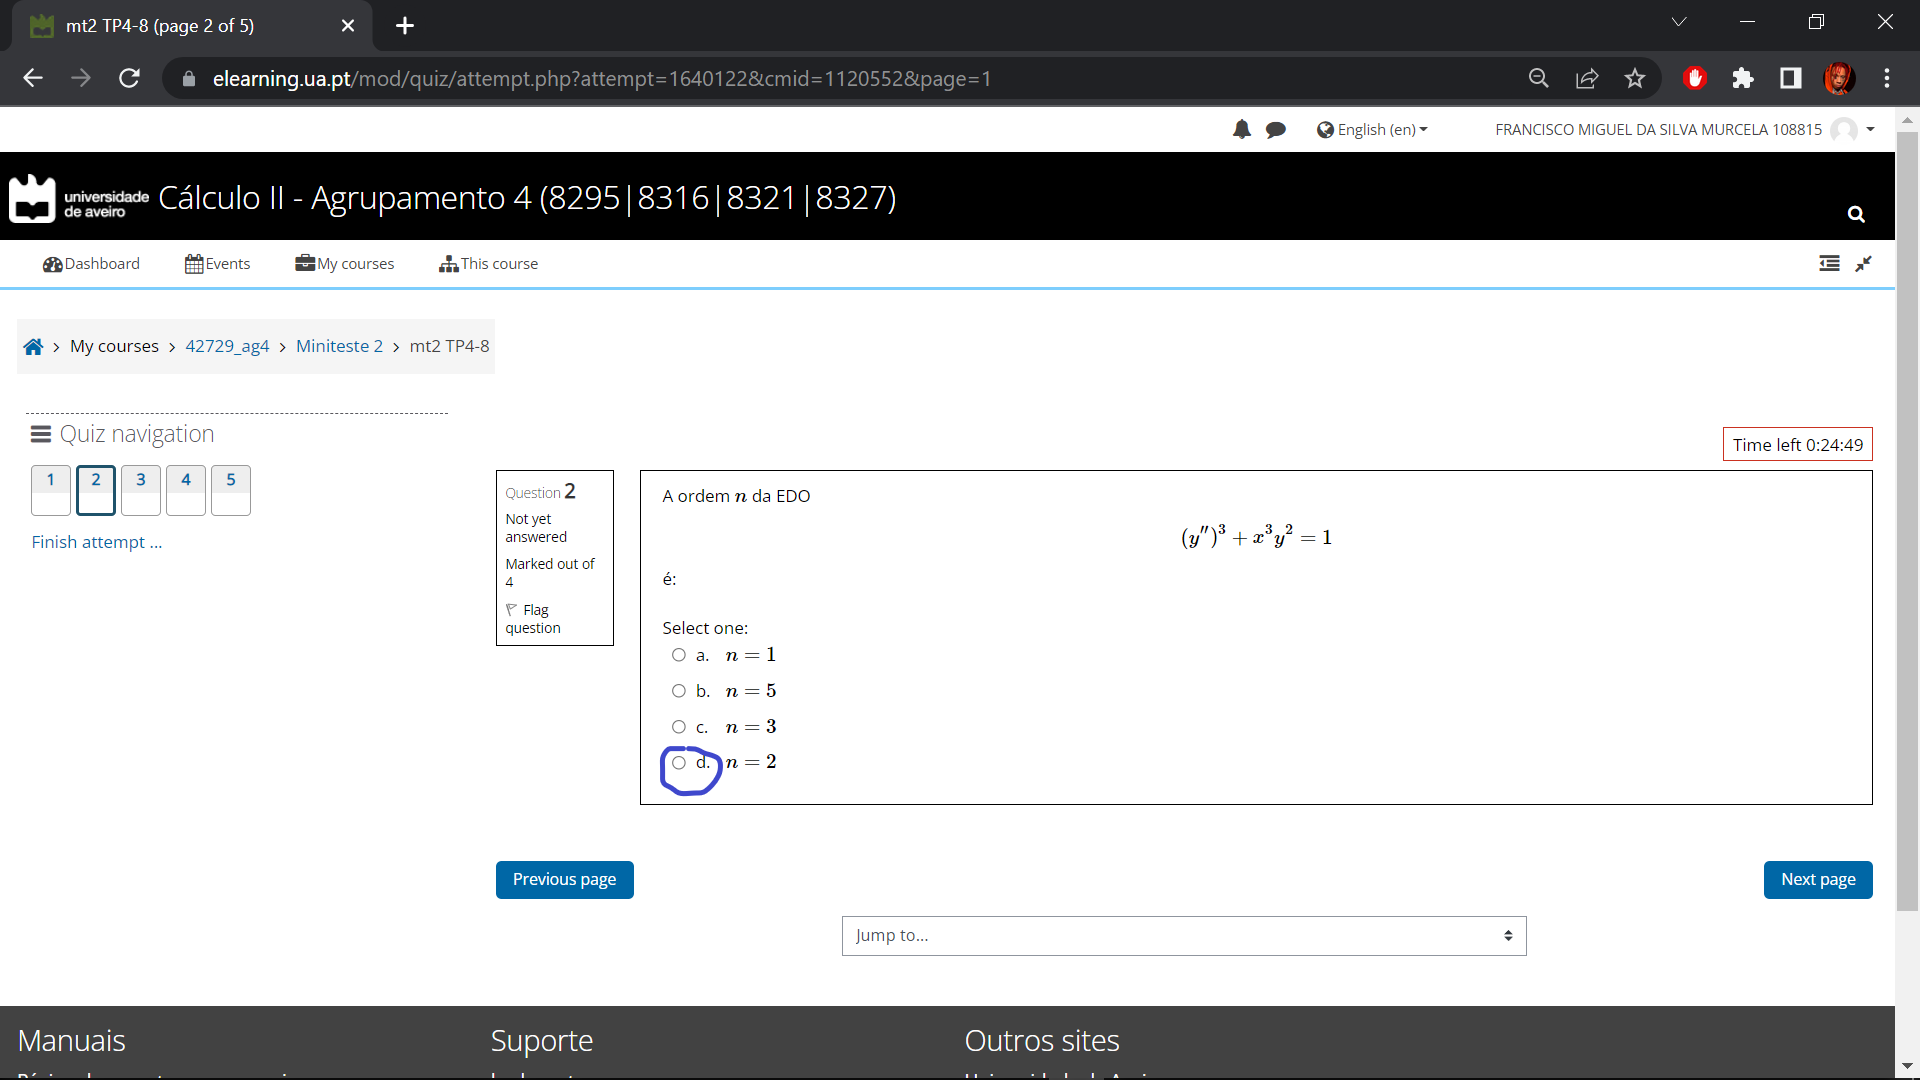 mt2 TP4-8 (page 2 of 5)
elearning.ua.pt/mod/quiz/attempt.php?attempt=1640122&cmid=1120552&page=1
English (en)
FRANCISCO MIGUEL DA SILVA MURCELA 108815
universidade de aveiro
Cálculo II - Agrupamento 4 (8295|8316|8321|8327)
Dashboard
Events
My courses
This course
My courses > 42729_ag4 > Miniteste 2 > mt2 TP4-8
Quiz navigation
1 2 3 4 5
Finish attempt ...
Time left 0:24:49
Question 2
Not yet
answered
Marked out of
4
Flag
question
A ordem n da EDO
(y″)³ + x³y² = 1
é:
Select one:
a. n = 1
b. n = 5
c. n = 3
d. n = 2
Previous page
Next page
Jump to...
Manuais
Suporte
Outros sites